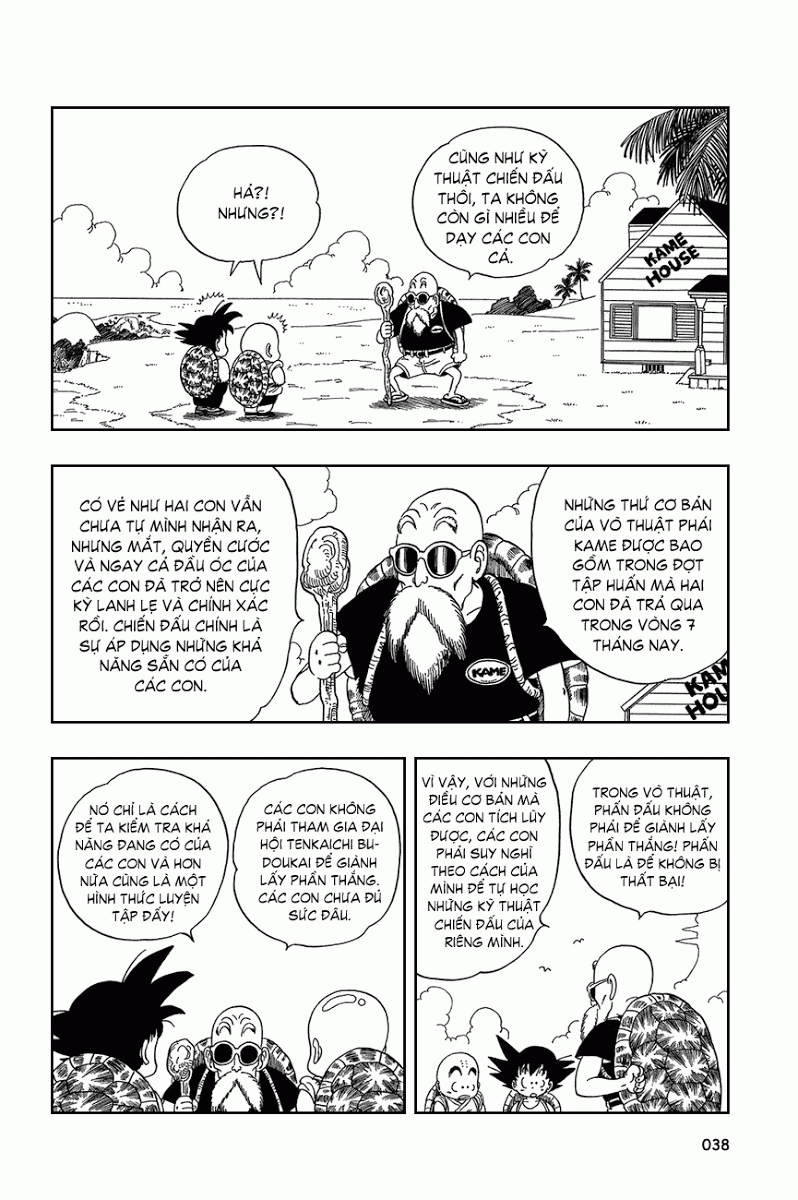 CŨNG NHƯ KỸ
THUẬT CHIẾN ĐẤU
THÔI, TA KHÔNG
CÒN GÌ NHIỀU ĐỂ
DẠY CÁC CON
CẢ.
HẢ?!
NHƯNG?!
KAME
HOUSE
NHỮNG THỨ CƠ BẢN
CỦA VÕ THUẬT PHÁI
KAME ĐƯỢC BAO
GỒM TRONG ĐỢT
TẬP HUẤN MÀ HAI
CON ĐÃ TRẢ QUA
TRONG VÒNG 7
THÁNG NAY.
CÓ VẺ NHƯ HAI CON VẪN
CHƯA TỰ MÌNH NHẬN RA,
NHƯNG MẮT, QUYỀN CƯỚC
VÀ NGAY CẢ ĐẦU ÓC CỦA
CÁC CON ĐÃ TRỞ NÊN CỰC
KỲ LANH LẸ VÀ CHÍNH XÁC
RỒI. CHIẾN ĐẤU CHÍNH LÀ
SỰ ÁP DỤNG NHỮNG KHẢ
NĂNG SẴN CÓ CỦA
CÁC CON.
KAME
KAME
HOU
TRONG VÕ THUẬT,
PHẤN ĐẤU KHÔNG
PHẢI ĐỂ GIÀNH LẤY
PHẦN THẮNG! PHẤN
ĐẤU LÀ ĐỂ KHÔNG BỊ
THẤT BẠI!
VÌ VẬY, VỚI NHỮNG
ĐIỀU CƠ BẢN MÀ
CÁC CON TÍCH LŨY
ĐƯỢC, CÁC CON
PHẢI SUY NGHĨ
THEO CÁCH CỦA
MÌNH ĐỂ TỰ HỌC
NHỮNG KỸ THUẬT
CHIẾN ĐẤU CỦA
RIÊNG MÌNH.
CÁC CON KHÔNG
PHẢI THAM GIA ĐẠI
HỘI TENKAICHI BU-
DOUKAI ĐỂ GIÀNH
LẤY PHẦN THẮNG.
CÁC CON CHƯA ĐỦ
SỨC ĐÂU.
NÓ CHỈ LÀ CÁCH
ĐỂ TA KIỂM TRA KHẢ
NĂNG ĐANG CÓ CỦA
CÁC CON VÀ HƠN
NỮA CŨNG LÀ MỘT
HÌNH THỨC LUYỆN
TẬP ĐẤY!
038